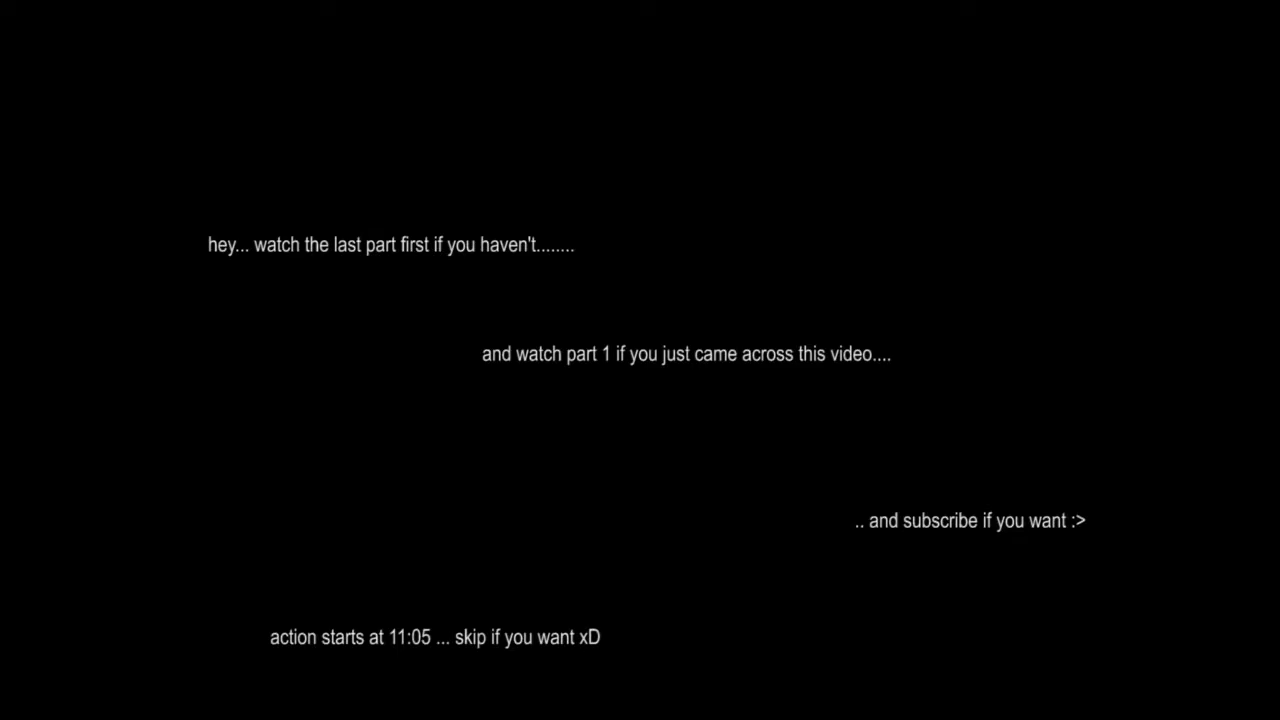 hey... watch the last part first if you haven't........
and watch part 1 if you just came across this video....
.. and subscribe if you want :>
action starts at 11:05 ... skip if you want xD